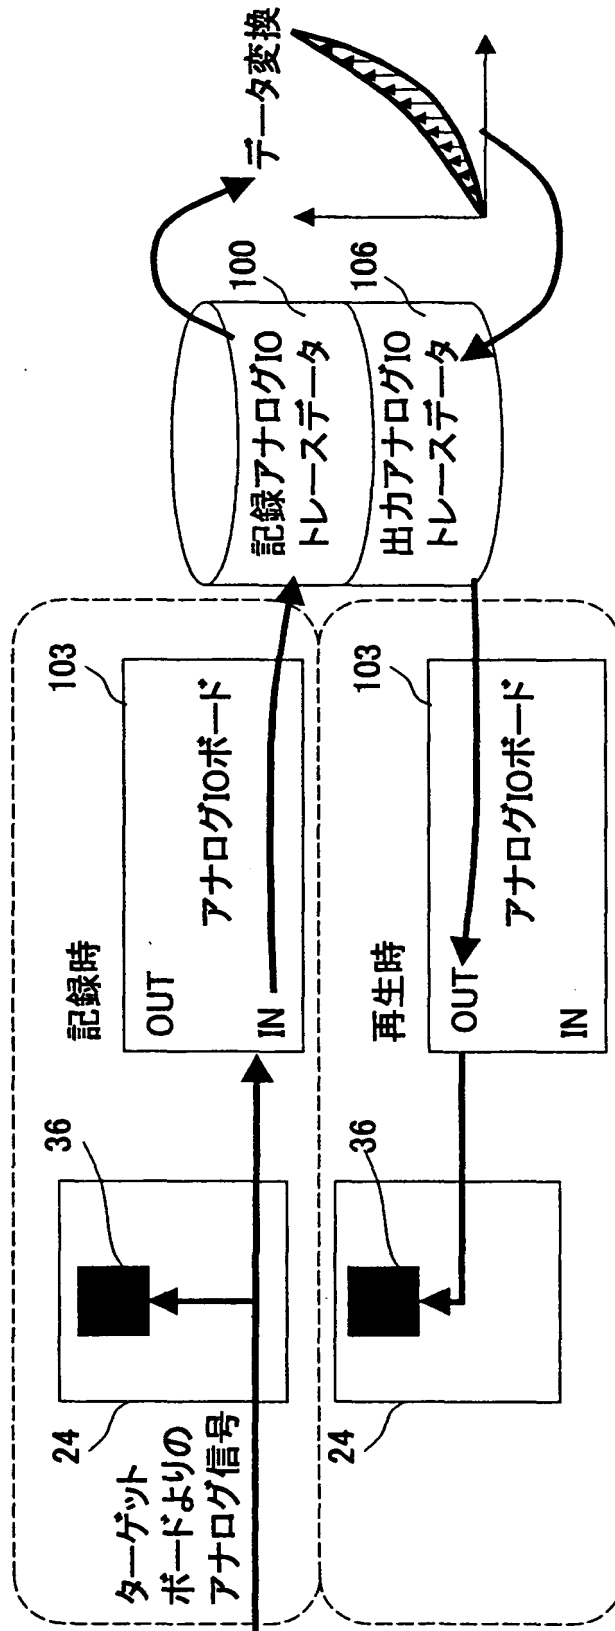 記録時
ターゲット
ボードよりの
アナログ信号
24
36
OUT
IN
アナログIOボード
103
記録アナログIO
トレースデータ
100
出力アナログIO
トレースデータ
106
データ変換
再生時
24
36
OUT
IN
アナログIOボード
103